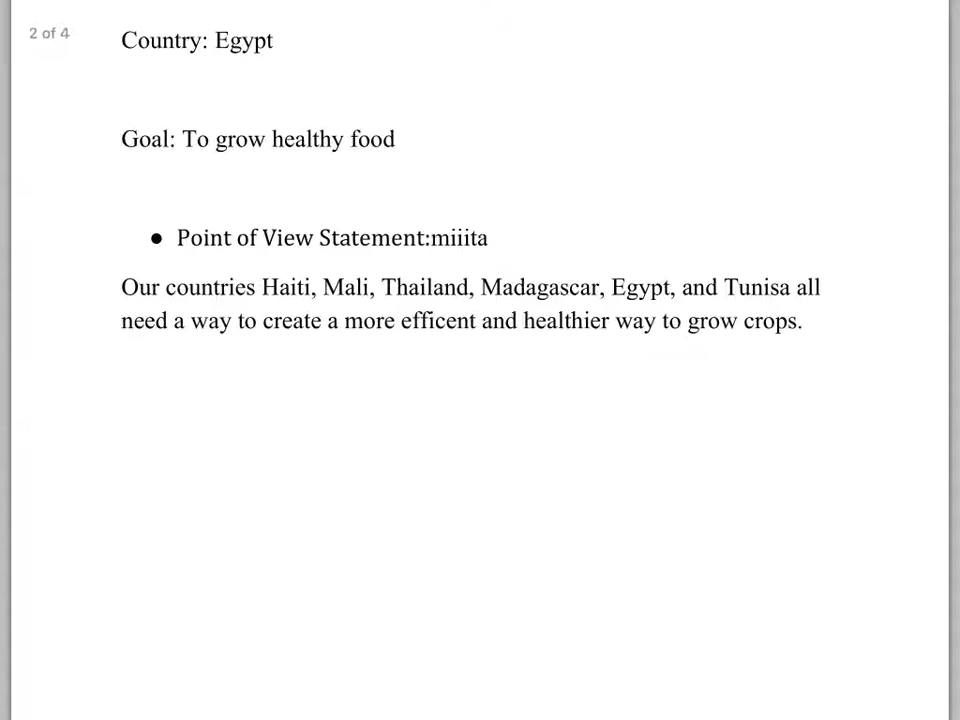 2 of 4
Country: Egypt
Goal: To grow healthy food
● Point of View Statement:miiita
Our countries Haiti, Mali, Thailand, Madagascar, Egypt, and Tunisa all
need a way to create a more efficent and healthier way to grow crops.